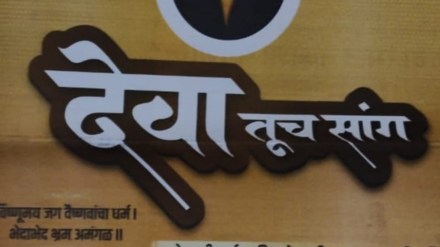 देवा तूच सांग
विष्णूमय जग वैष्णवांचा धर्म।
भेदाभेद भ्रम अमंगळ॥